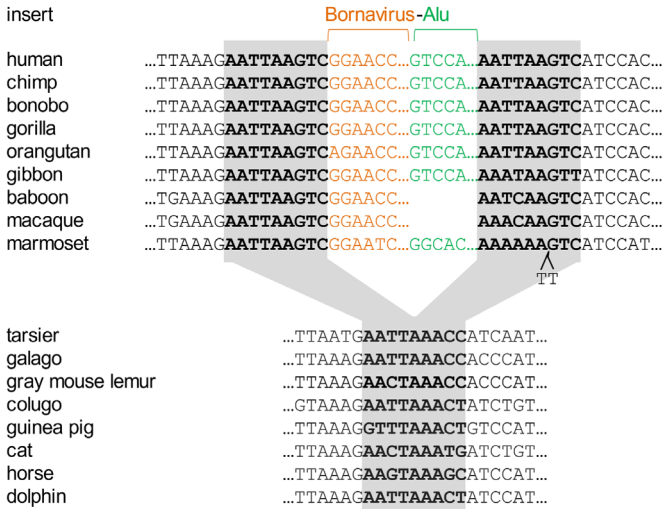 insert Bornavirus-Alu
human ...TTAAAGAATTAAGTCGGAACC...GTCCA...AATTAAGTCATCCAC...
chimp ...TTAAAGAATTAAGTCGGAACC...GTCCA...AATTAAGTCATCCAC...
bonobo ...TTAAAGAATTAAGTCGGAACC...GTCCA...AATTAAGTCATCCAC...
gorilla ...TTAAAGAATTAAGTCGGAACC...GTCCA...AATTAAGTCATCCAC...
orangutan ...TTAAAGAATTAAGTCAGAACC...GTCCA...AATTAAGTCATCCAC...
gibbon ...TTAAAGAATTAAGTCGGAACC...GTCCA...AAATAAGTTATCCAC...
baboon ...TGAAAGAATTAAGTCGGAACC... AATCAAGTCATCCAC...
macaque ...TGAAAGAATTAAGTCGGAACC... AAACAAGTCATCCAC...
marmoset ...TTAAAGAATTAAGTCGGAATC...GGCAC...AAAAAAGTCATCCAT...
TT
tarsier ...TTAATGAATTAAACCATCAAT...
galago ...TTAAAGAATTAAACCACCCAT...
gray mouse lemur ...TTAAAGAACTAAACCACCCAT...
colugo ...GTAAAGAATTAAACTATCTGT...
guinea pig ...TTAAAGGTTTAAACTGTCCAT...
cat ...TTAAAGAACTAAATGATCTGT...
horse ...TTAAAGAAGTAAAGCATCCAT...
dolphin ...TTAAAGAATTAAACTATCCAT...